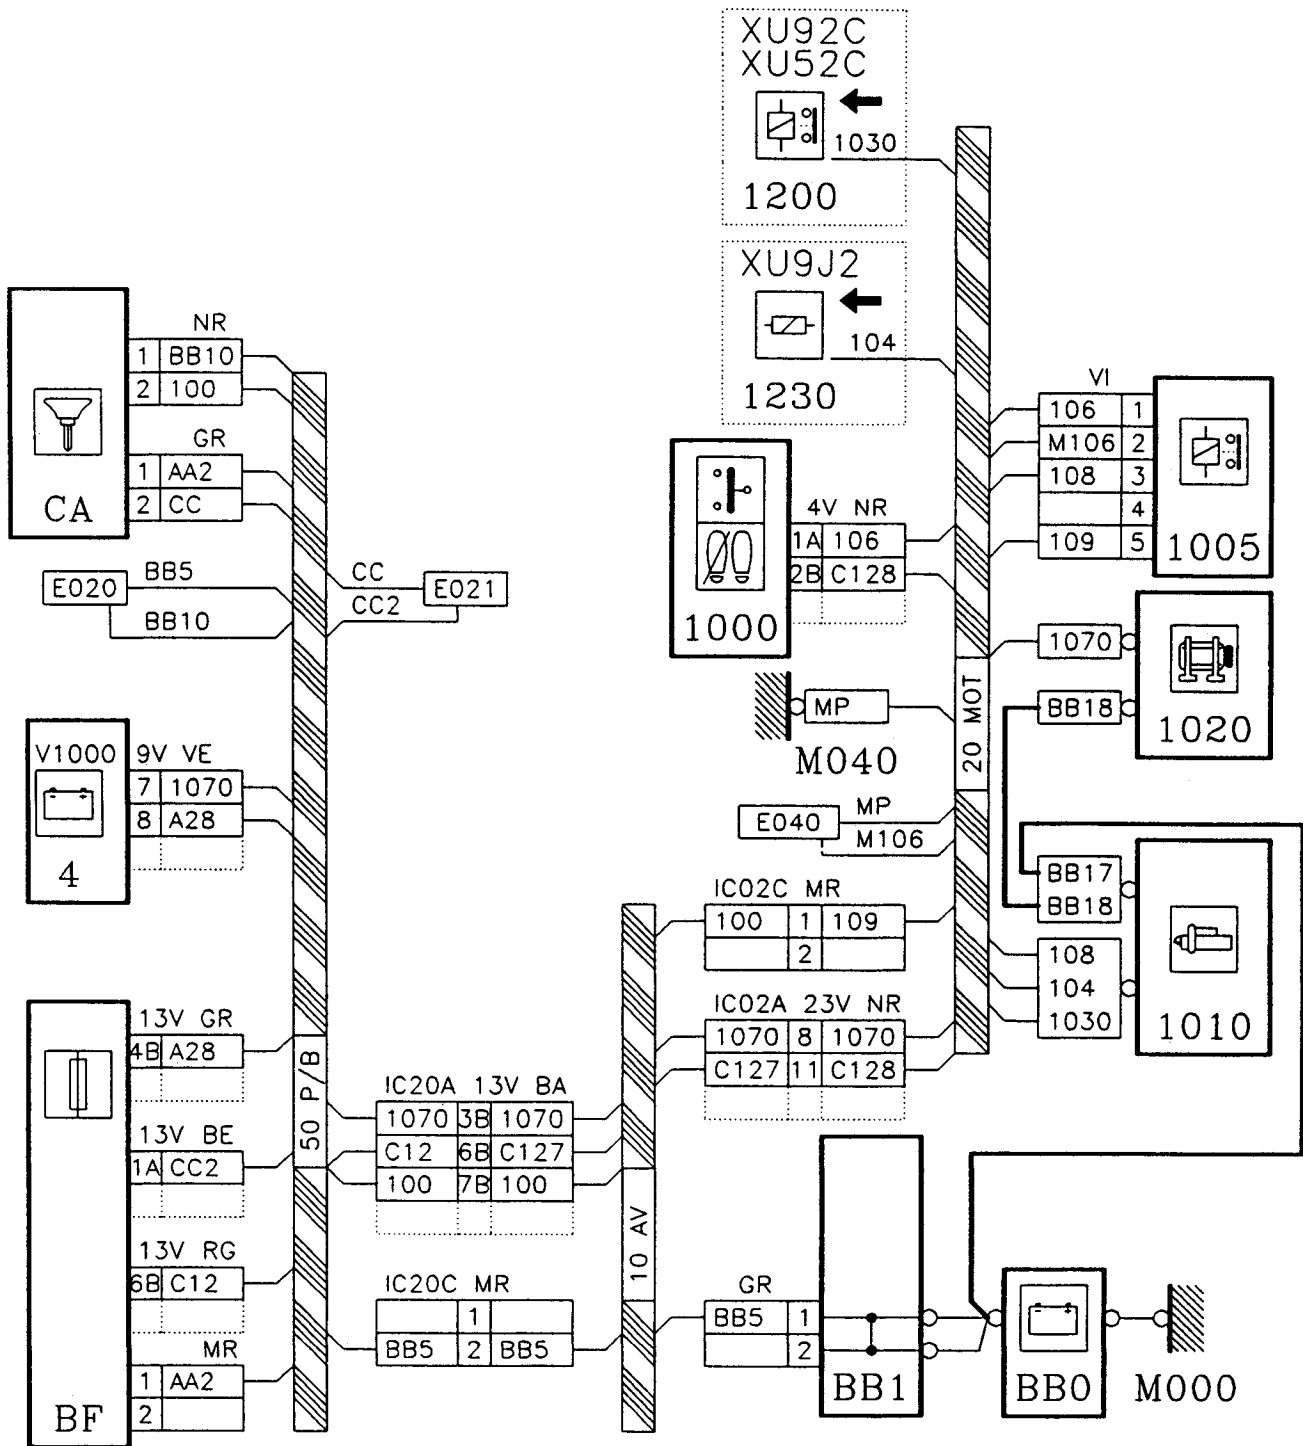 XU92C
XU52C
1030
1200
XU9J2
104
1230
NR
1 BB10
2 100
GR
1 AA2
2 CC
CA
E020
BB5
BB10
CC
CC2
E021
V1000
4
9V VE
7 1070
8 A28
13V GR
4B A28
13V BE
1A CC2
13V RG
6B C12
MR
1 AA2
2
BF
50 P/B
IC20A 13V BA
1070 3B 1070
C12 6B C127
100 7B 100
IC20C MR
1
BB5 2 BB5
10 AV
1000
4V NR
1A 106
2B C128
MP
M040
E040
MP
M106
IC02C MR
100 1 109
2
IC02A 23V NR
1070 8 1070
C127 11 C128
20 MOT
VI
106 1
M106 2
108 3
4
109 5
1005
1070
BB18
1020
BB17
BB18
108
104
1030
1010
GR
BB5 1
2
BB1
BB0
M000